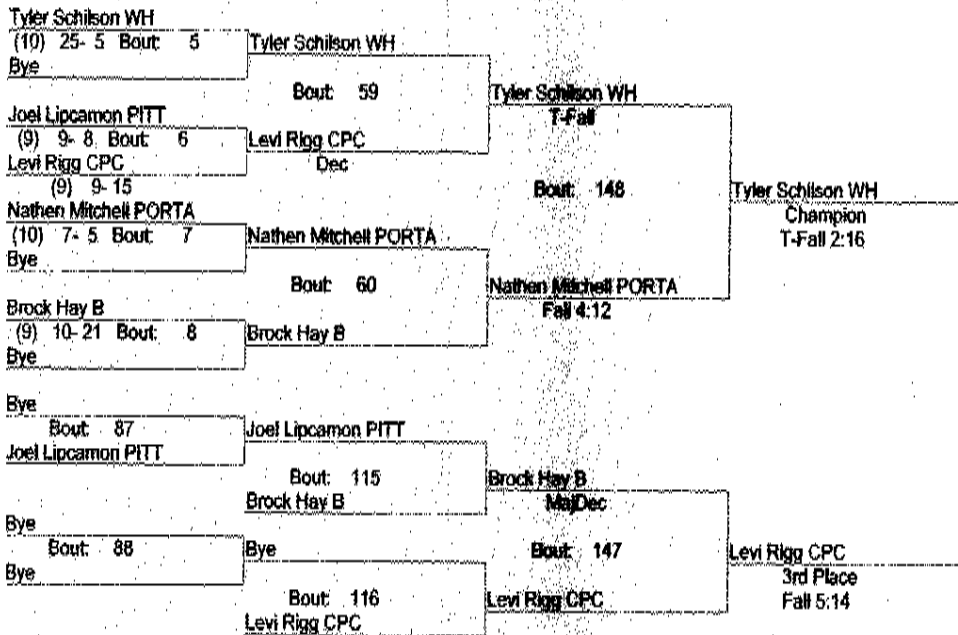 Tyler Schilson WH
(10) 25- 5 Bout: 5
Tyler Schilson WH
Bye
Bout: 59
Tyler Schilson WH
T-Fall
Joel Lipcamon PITT
(9) 9- 8 Bout: 6
Levi Rigg CPC
Dec
Levi Rigg CPC
(9) 9- 15
Bout: 148
Tyler Schilson WH
Champion
T-Fall 2:16
Nathen Mitchell PORTA
(10) 7- 5 Bout: 7
Nathen Mitchell PORTA
Bye
Bout: 60
Nathen Mitchell PORTA
Fall 4:12
Brock Hay B
(9) 10- 21 Bout: 8
Brock Hay B
Bye
Bye
Bout: 87
Joel Lipcamon PITT
Joel Lipcamon PITT
Bout: 115
Brock Hay B
MajDec
Brock Hay B
Bye
Bout: 88
Bye
Bye
Bout: 147
Levi Rigg CPC
3rd Place
Fall 5:14
Bout: 116
Levi Rigg CPC
Levi Rigg CPC